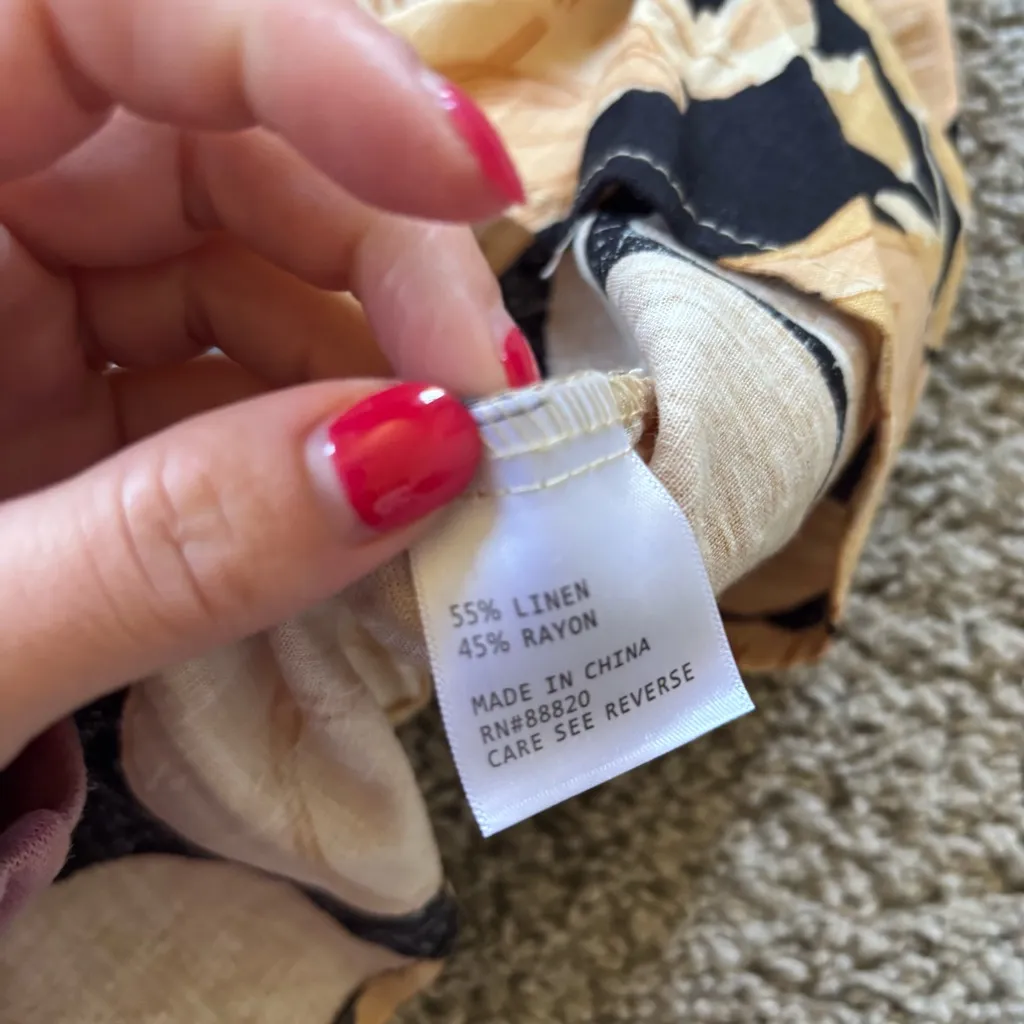 55% LINEN
45% RAYON
MADE IN CHINA
RN#88820
CARE SEE REVERSE